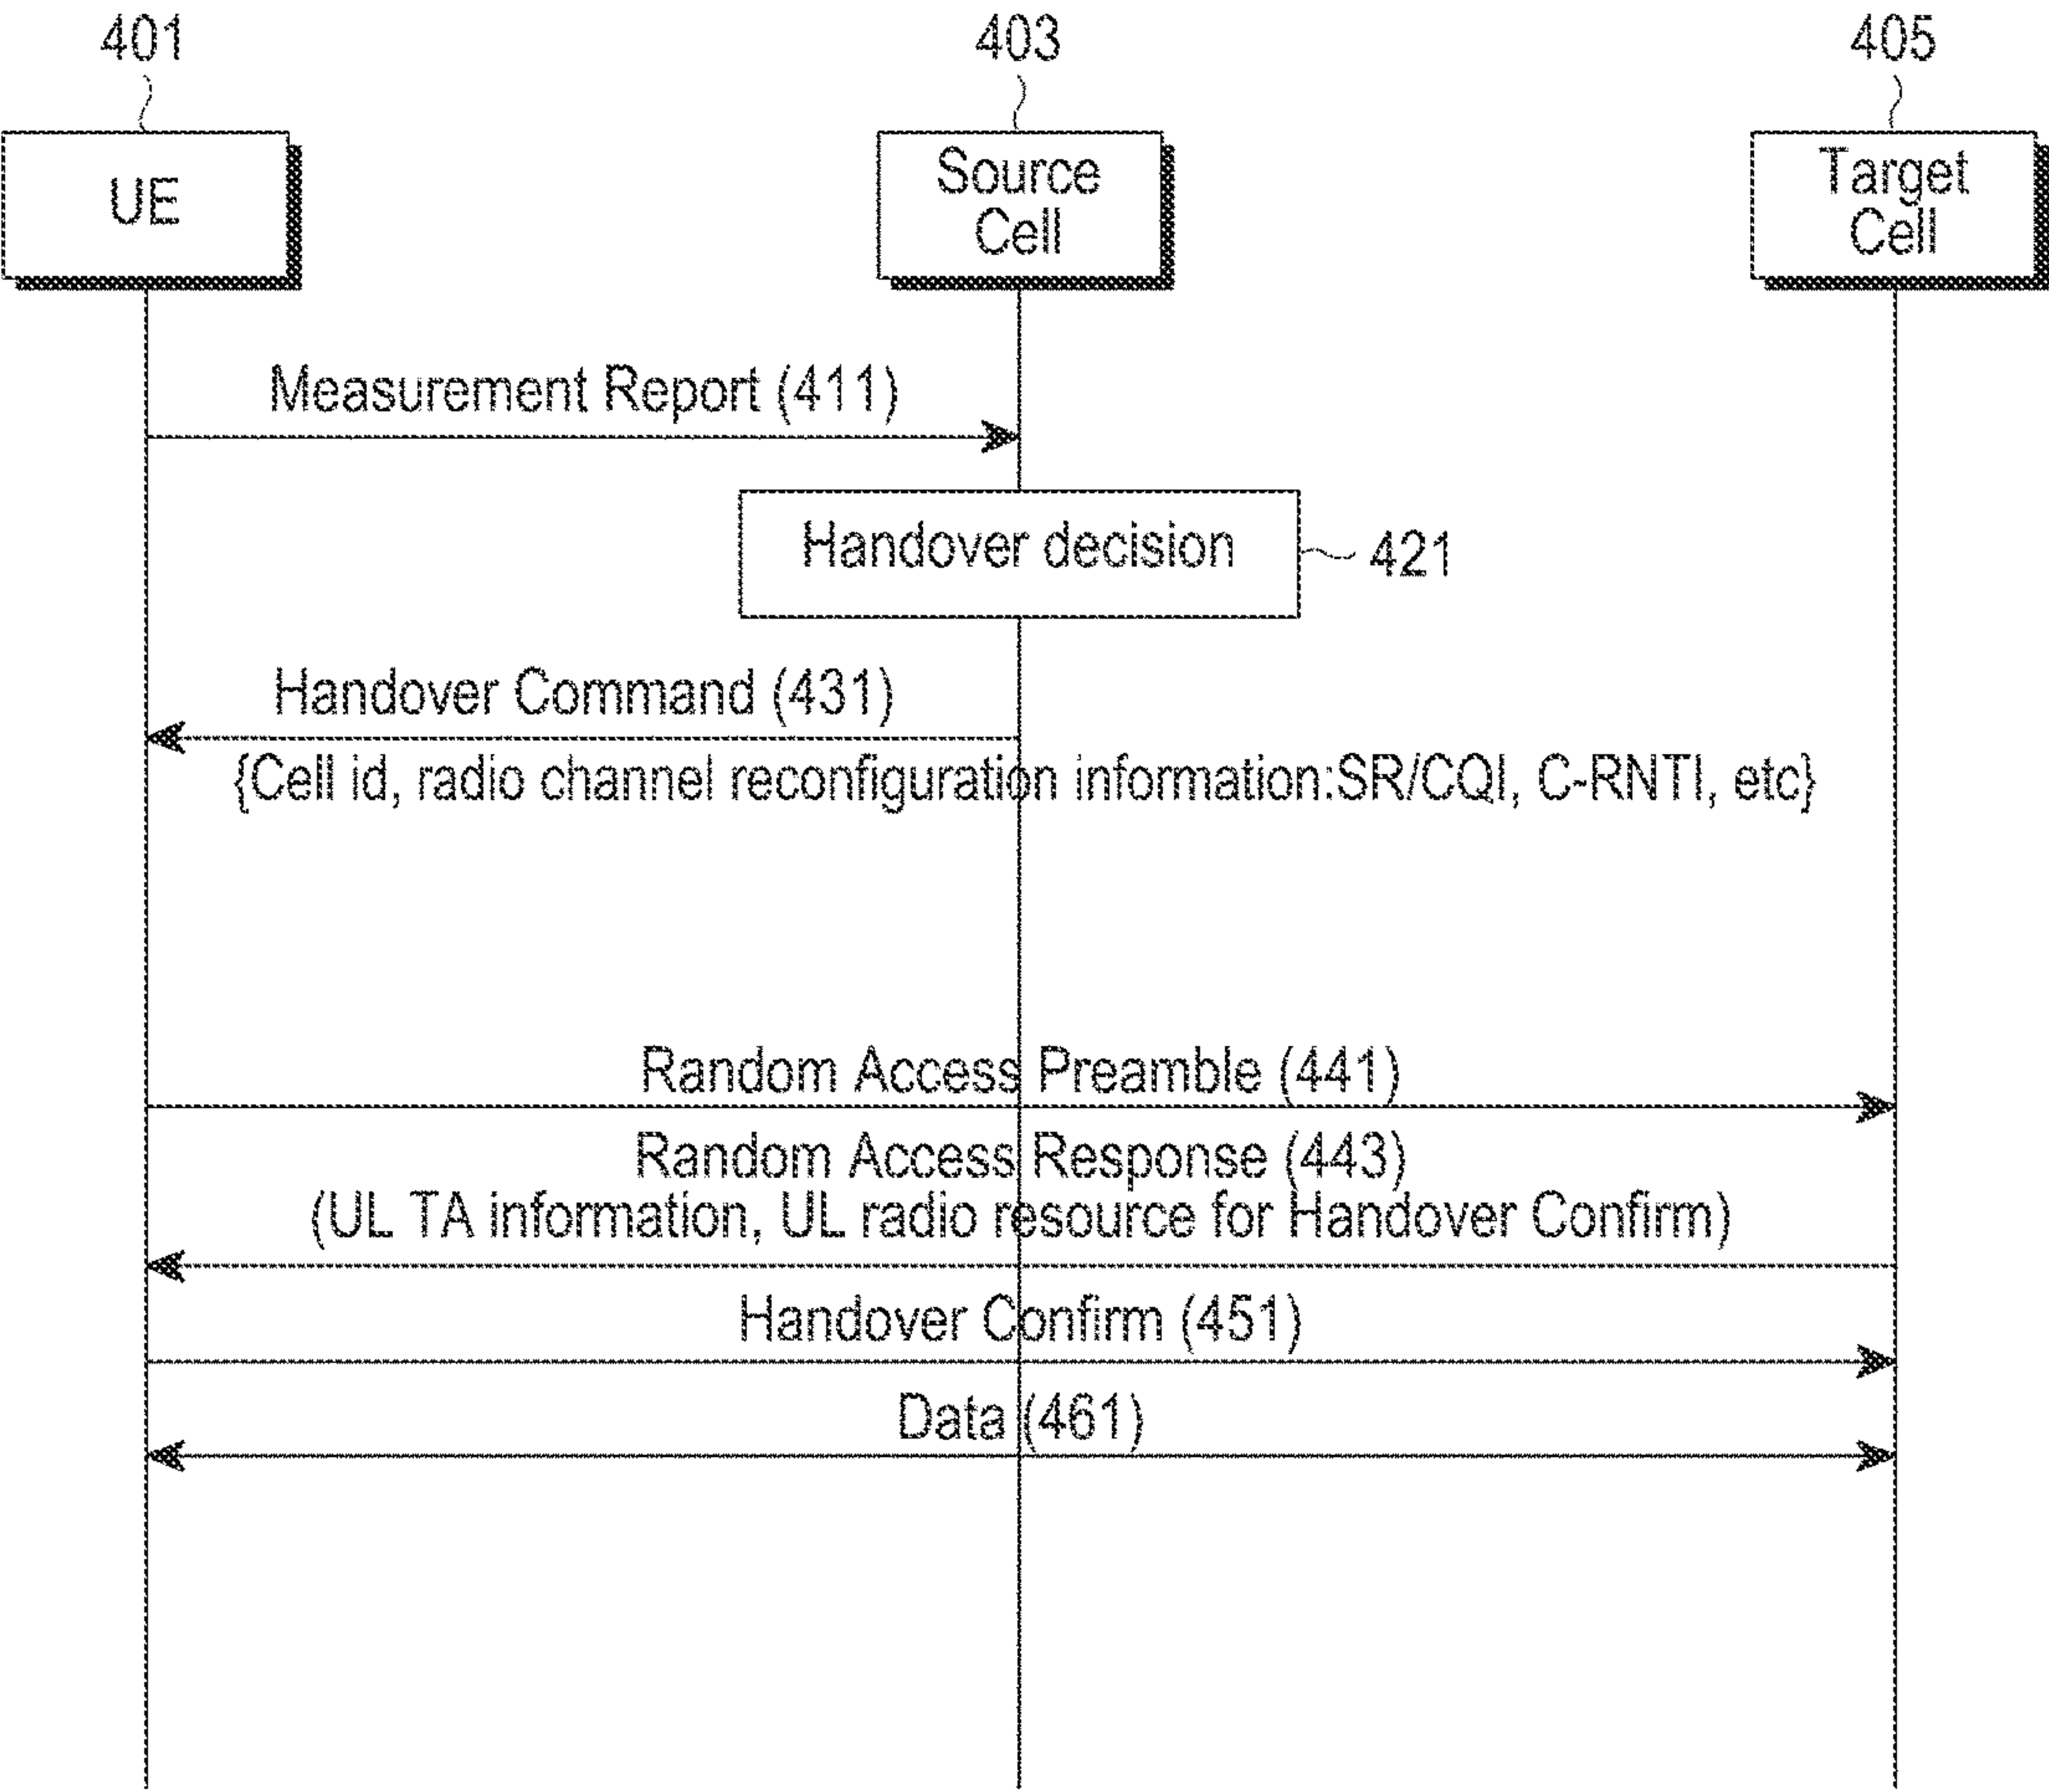 401
403
405
UE
Source
Cell
Target
Cell
Measurement Report (411)
Handover decision
421
Handover Command (431)
{Cell id, radio channel reconfiguration information:SR/CQI, C-RNTI, etc}
Random Access Preamble (441)
Random Access Response (443)
(UL TA information, UL radio resource for Handover Confirm)
Handover Confirm (451)
Data (461)